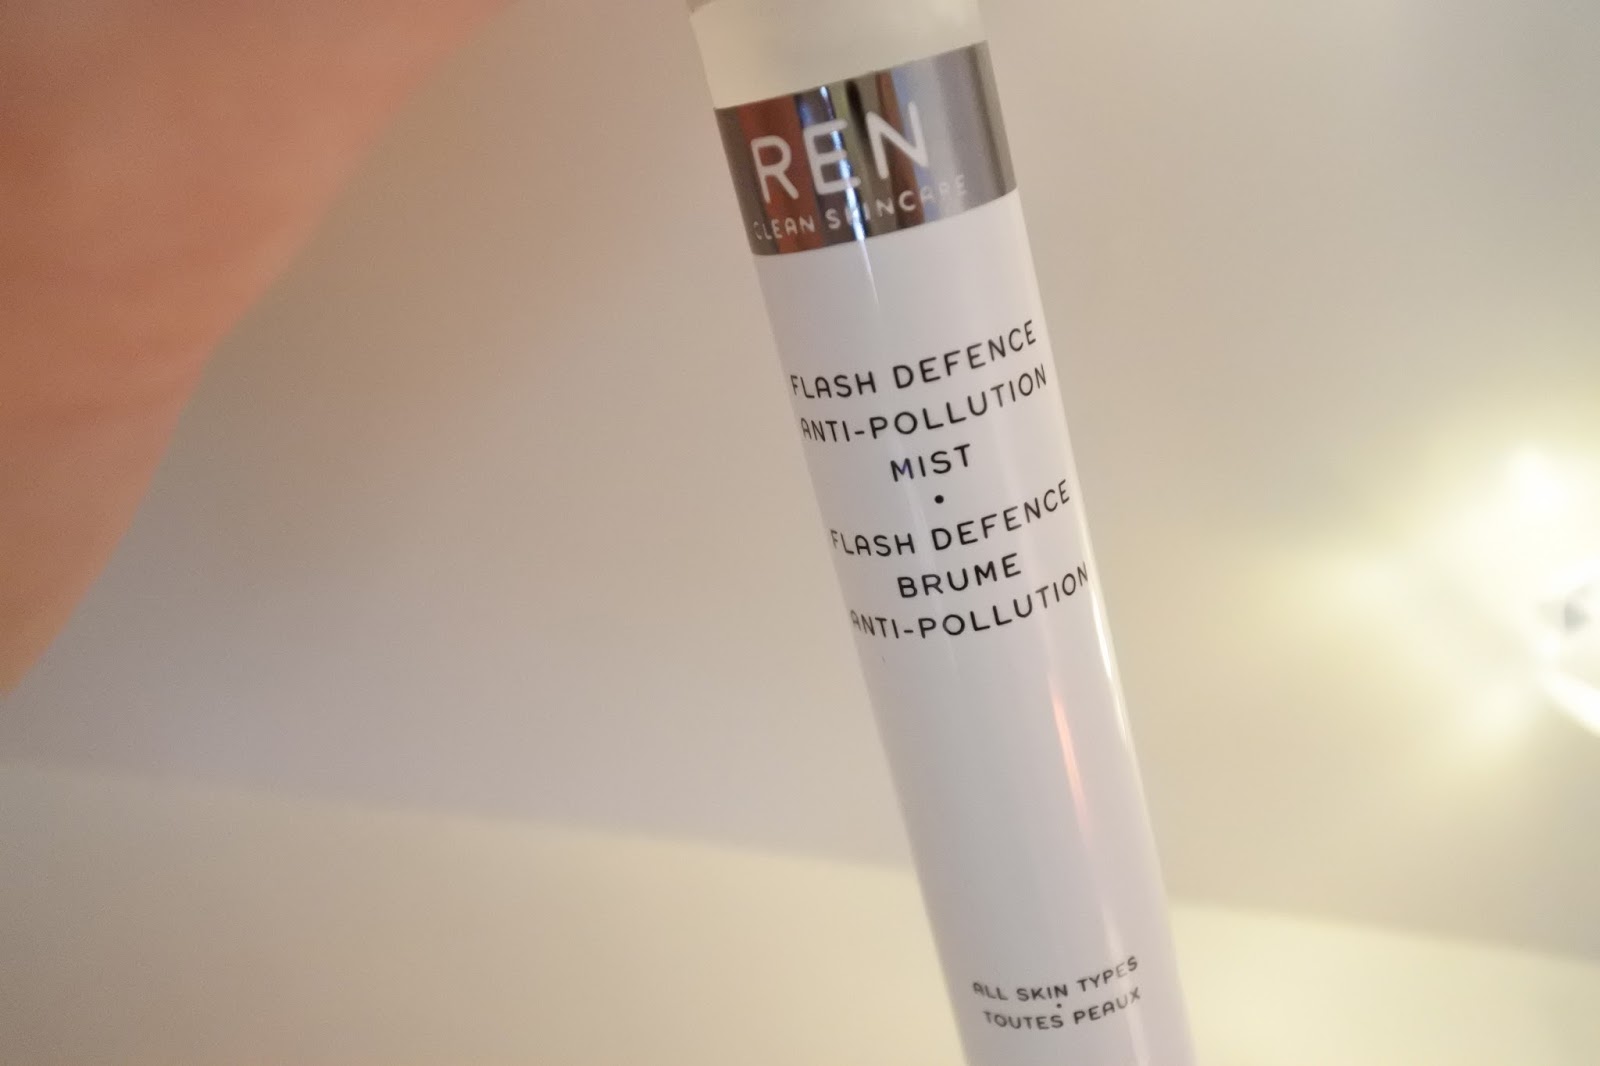 REN
CLEAN SKINCARE
FLASH DEFENCE
ANTI-POLLUTION
MIST
•
FLASH DEFENCE
BRUME
ANTI-POLLUTION
ALL SKIN TYPES
•
TOUTES PEAUX